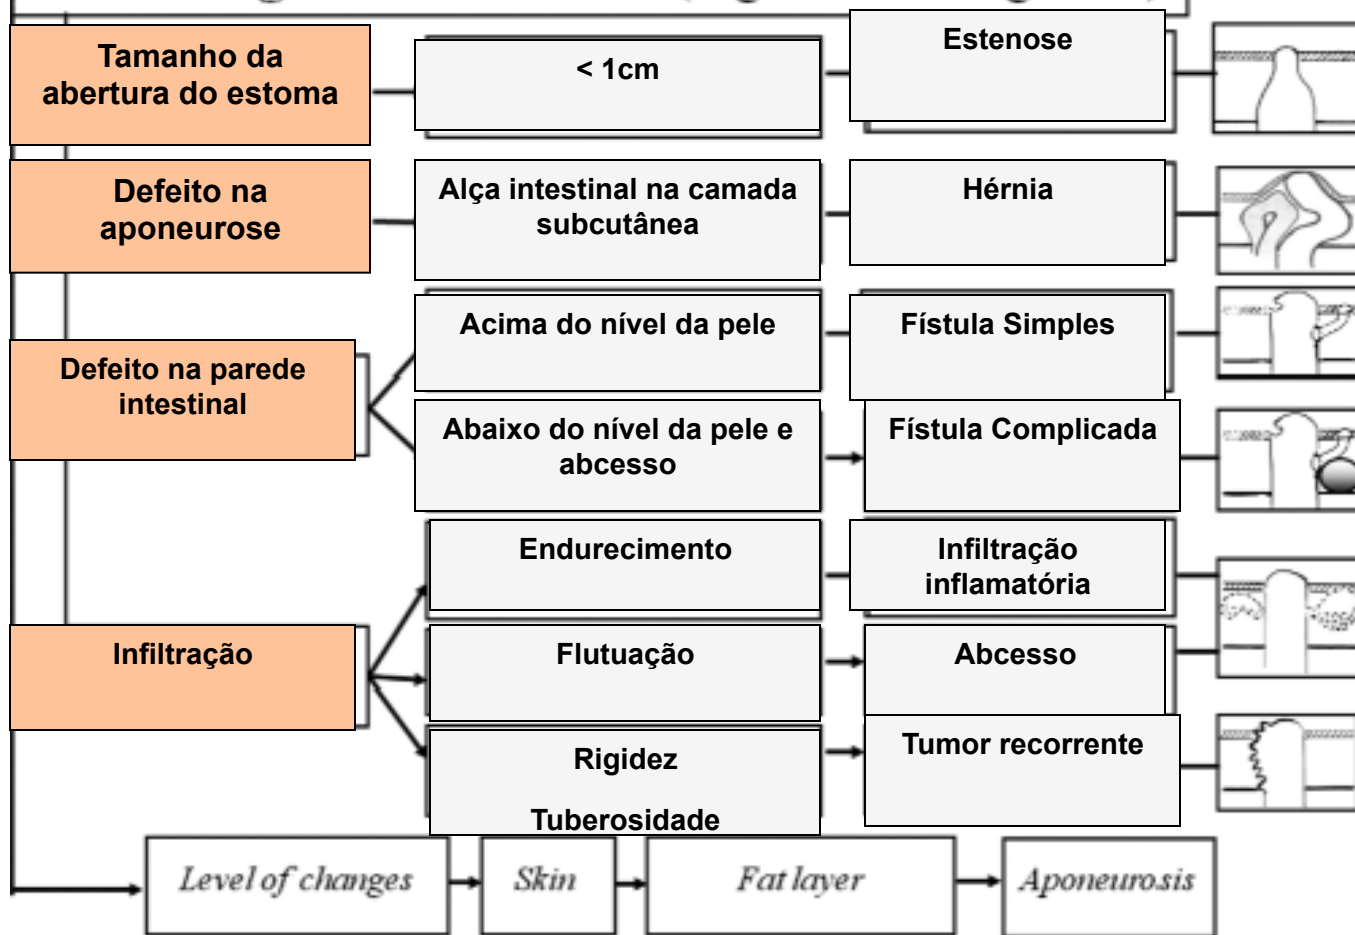 Tamanho da
abertura do estoma
< 1cm
Estenose
Defeito na
aponeurose
Alça intestinal na camada
subcutânea
Hérnia
Defeito na parede
intestinal
Acima do nível da pele
Fístula Simples
Abaixo do nível da pele e
abcesso
Fístula Complicada
Infiltração
Endurecimento
Infiltração
inflamatória
Flutuação
Abcesso
Rigidez
Tuberosidade
Tumor recorrente
Level of changes
Skin
Fat layer
Aponeurosis